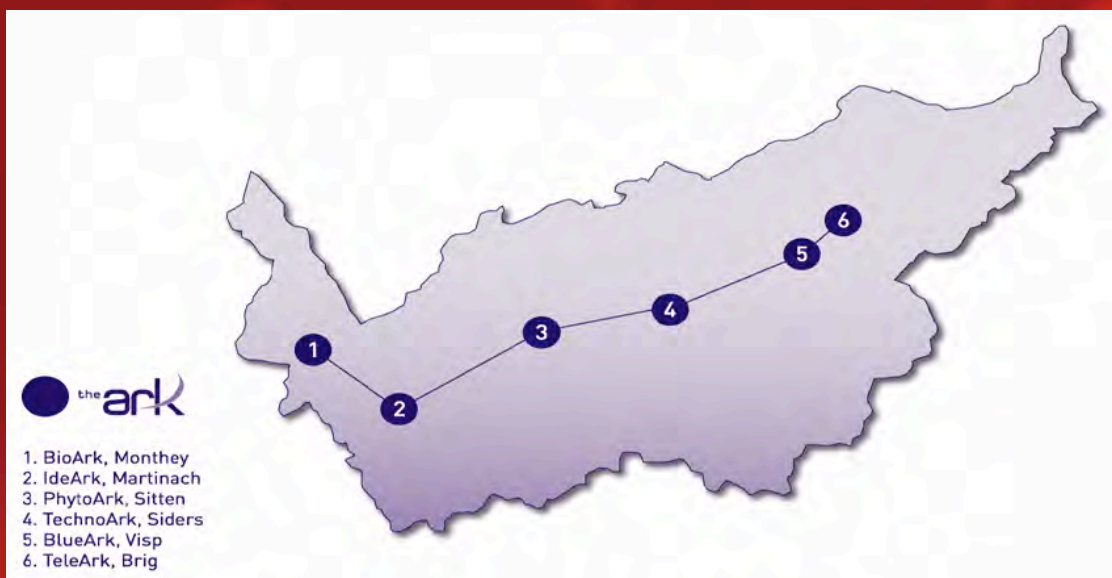 1
2
3
4
5
6
the ark
1. BioArk, Monthey
2. IdeArk, Martinach
3. PhytoArk, Sitten
4. TechnoArk, Siders
5. BlueArk, Visp
6. TeleArk, Brig